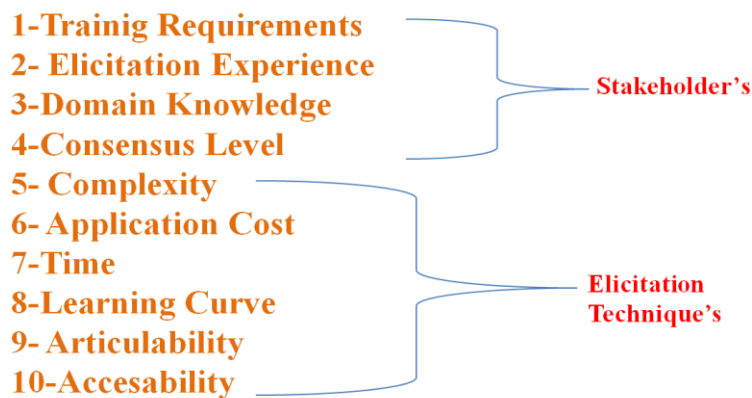 1-Trainig Requirements
2- Elicitation Experience
3-Domain Knowledge
4-Consensus Level
5- Complexity
6- Application Cost
7-Time
8-Learning Curve
9- Articulability
10-Accesability
Stakeholder’s
Elicitation
Technique’s